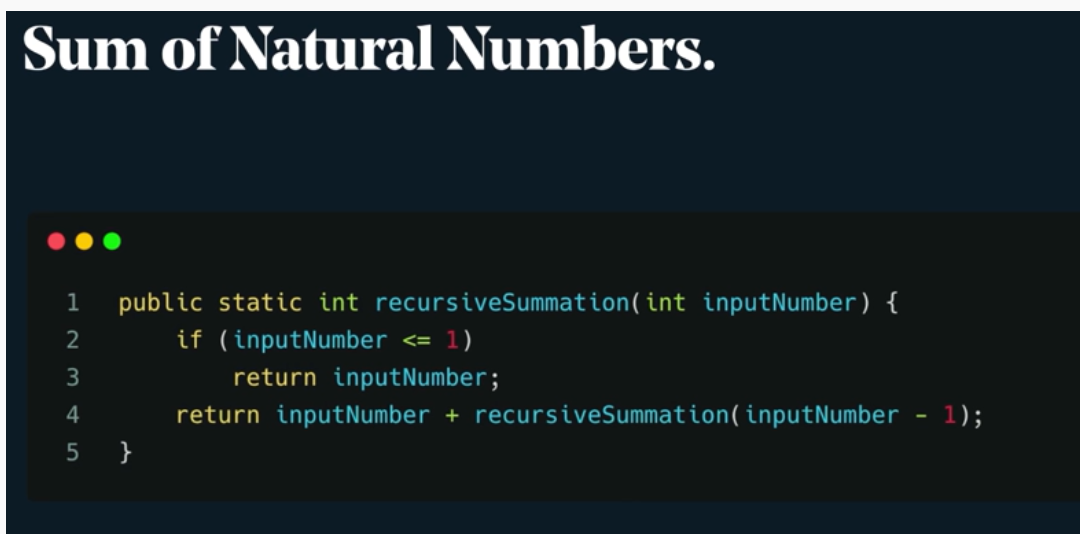 Sum of Natural Numbers.
1 public static int recursiveSummation(int inputNumber) {
2 if (inputNumber <= 1)
3 return inputNumber;
4 return inputNumber + recursiveSummation(inputNumber - 1);
5 }